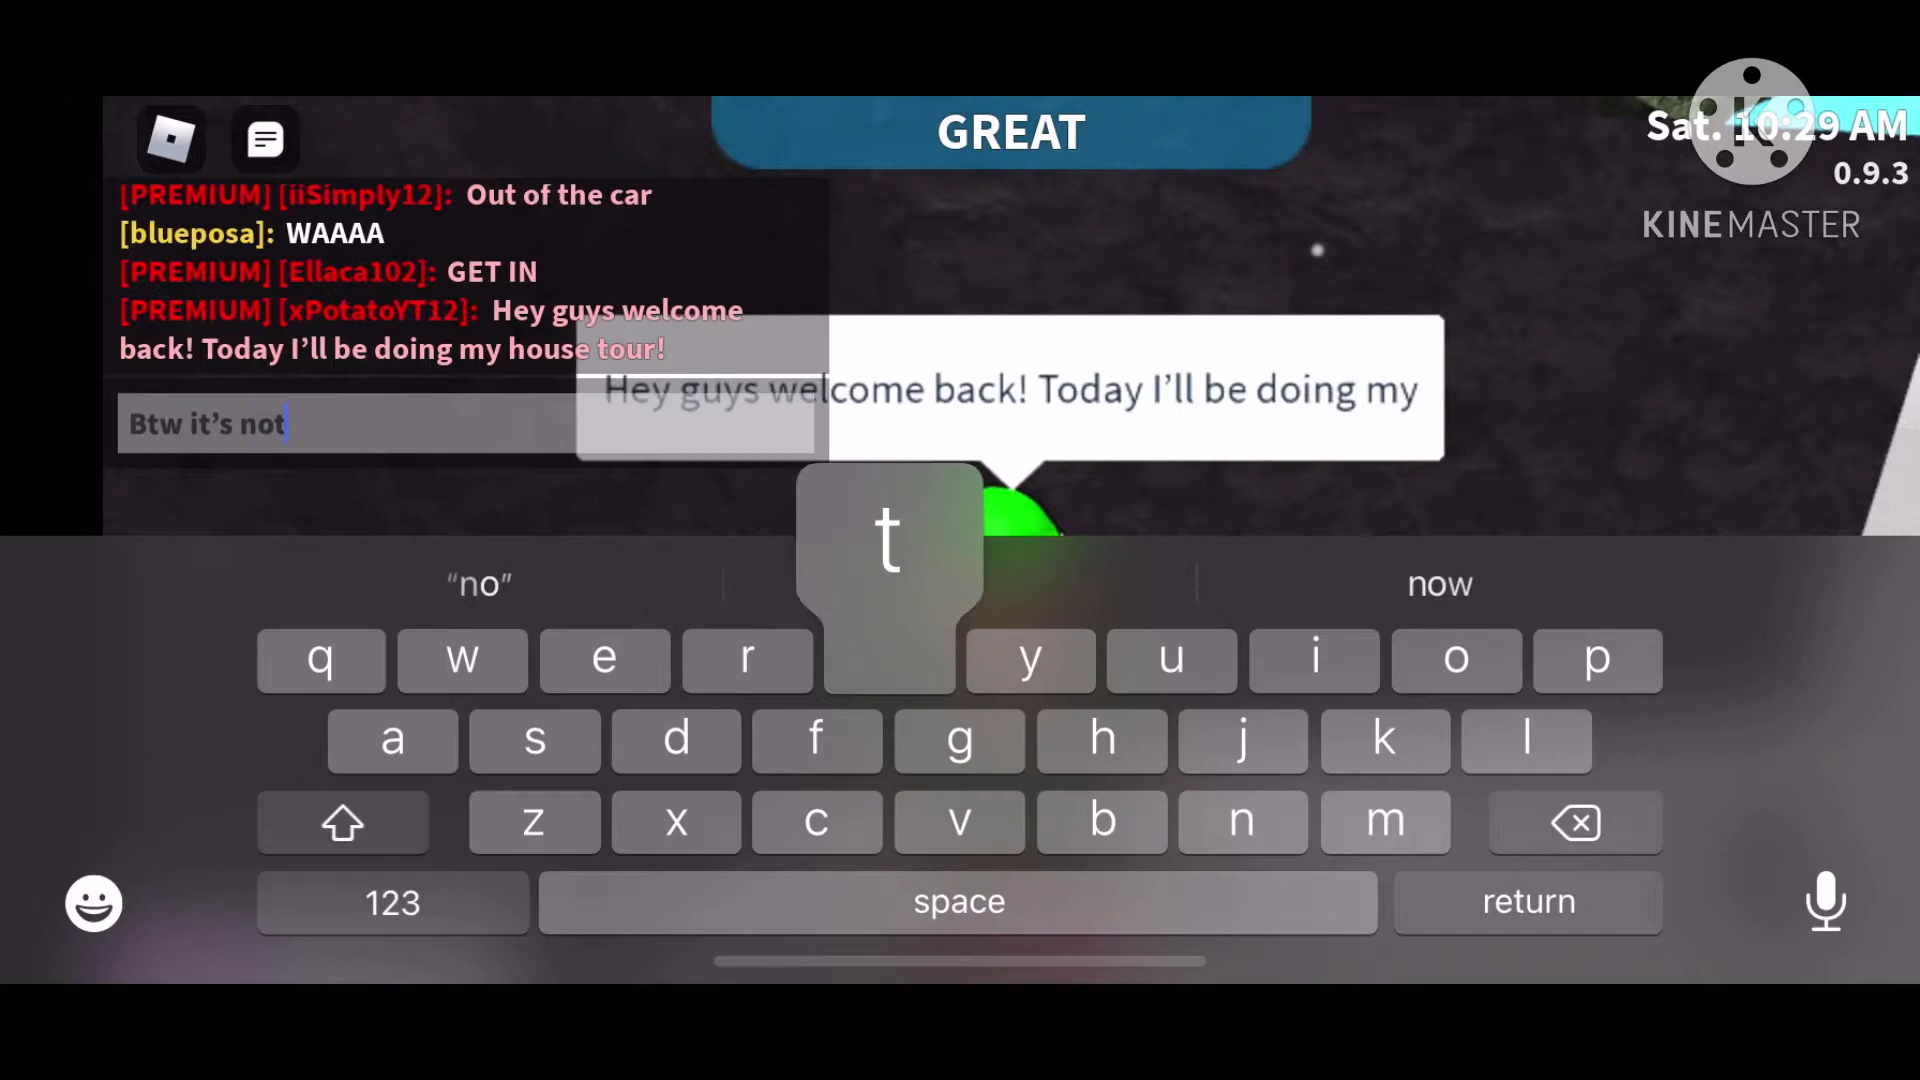 GREAT
Sat. 10:29 AM
0.9.3
KINEMASTER
[PREMIUM] [iiSimply12]: Out of the car
[blueposa]: WAAAA
[PREMIUM] [Ellaca102]: GET IN
[PREMIUM] [xPotatoYT12]: Hey guys welcome
back! Today I’ll be doing my house tour!
Hey guys welcome back! Today I’ll be doing my
Btw it’s not
t
“no”
now
q w e r y u i o p
a s d f g h j k l
z x c v b n m
123 space return